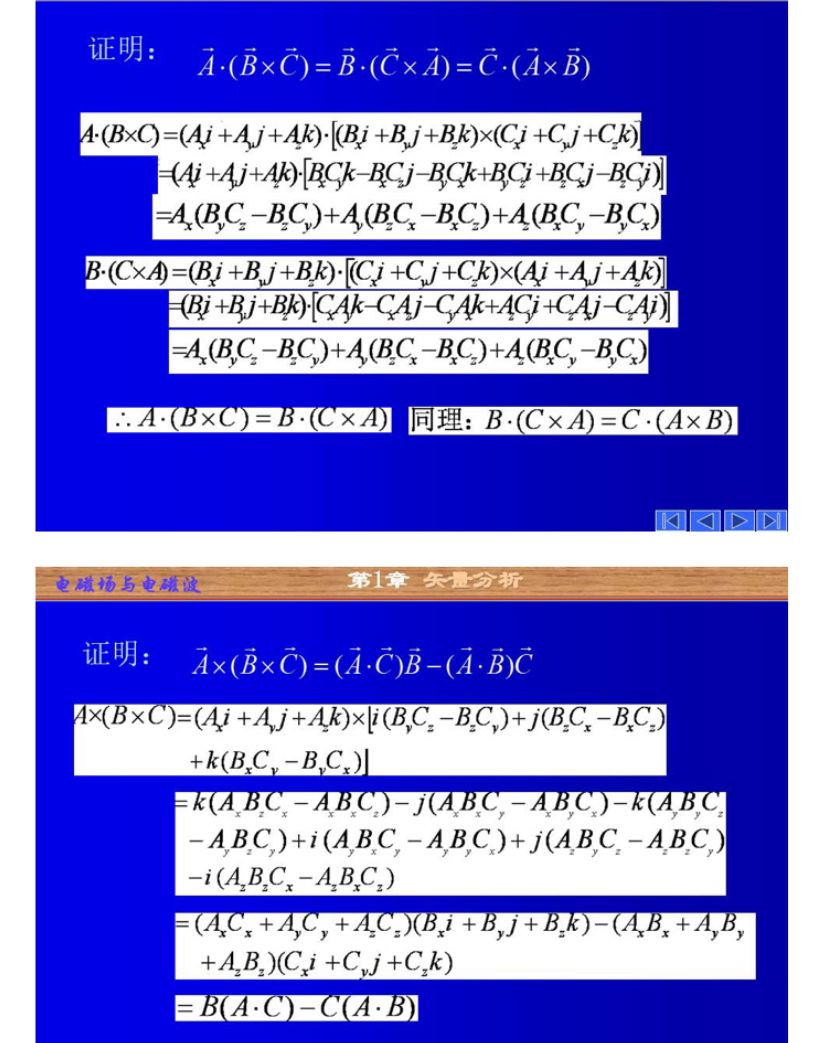 证明： $\vec{A}\cdot(\vec{B}\times\vec{C})=\vec{B}\cdot(\vec{C}\times\vec{A})=\vec{C}\cdot(\vec{A}\times\vec{B})$
$A\cdot(B\times C)=(A_xi+A_yj+A_zk)\cdot[(B_xi+B_yj+B_zk)\times(C_xi+C_yj+C_zk)]$
$=(A_xi+A_yj+A_zk)\cdot[B_xC_yk-B_xC_zj-B_yC_xk+B_yC_zi+B_zC_xj-B_zC_yi)]$
$=A_x(B_yC_z-B_zC_y)+A_y(B_zC_x-B_xC_z)+A_z(B_xC_y-B_yC_x)$
$B\cdot(C\times A)=(B_xi+B_yj+B_zk)\cdot[(C_xi+C_yj+C_zk)\times(A_xi+A_yj+A_zk)]$
$=(B_xi+B_yj+B_zk)\cdot[C_xA_yk-C_xA_zj-C_yA_xk+A_zC_yi+C_zA_xj-C_zA_yi)]$
$=A_x(B_yC_z-B_zC_y)+A_y(B_zC_x-B_xC_z)+A_z(B_xC_y-B_yC_x)$
$\therefore A\cdot(B\times C)=B\cdot(C\times A)$ 同理：$B\cdot(C\times A)=C\cdot(A\times B)$
电磁场与电磁波 第1章 矢量分析
证明： $\vec{A}\times(\vec{B}\times\vec{C})=(\vec{A}\cdot\vec{C})\vec{B}-(\vec{A}\cdot\vec{B})\vec{C}$
$A\times(B\times C)=(A_xi+A_yj+A_zk)\times[i(B_yC_z-B_zC_y)+j(B_zC_x-B_xC_z)$
$+k(B_xC_y-B_yC_x)]$
$=k(A_xB_zC_x-A_xB_xC_z)-j(A_xB_xC_y-A_xB_yC_x)-k(A_yB_yC_z$
$-A_yB_zC_y)+i(A_yB_xC_y-A_yB_yC_x)+j(A_zB_yC_z-A_zB_zC_y)$
$-i(A_zB_zC_x-A_zB_xC_z)$
$=(A_xC_x+A_yC_y+A_zC_z)(B_xi+B_yj+B_zk)-(A_xB_x+A_yB_y$
$+A_zB_z)(C_xi+C_yj+C_zk)$
$=B(A\cdot C)-C(A\cdot B)$